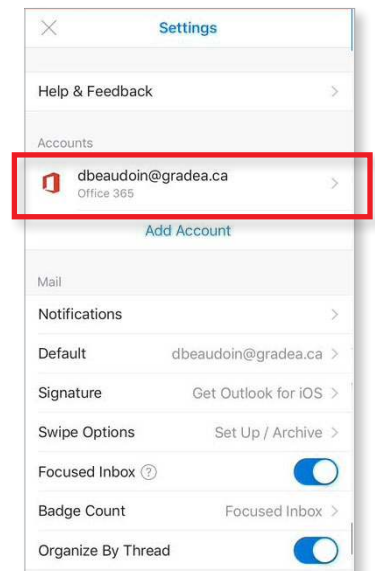 Settings
Help & Feedback
Accounts
dbeaudoin@gradea.ca
Office 365
Add Account
Mail
Notifications
Default dbeaudoin@gradea.ca
Signature Get Outlook for iOS
Swipe Options Set Up / Archive
Focused Inbox ?
Badge Count Focused Inbox
Organize By Thread